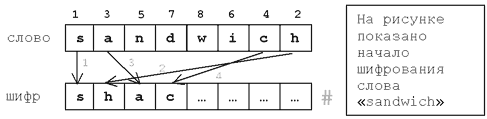 1 3 5 7 8 6 4 2
слово s a n d w i c h
1 3 2 4
шифр s h a c ... ... ... ... #
На рисунке
показано
начало
шифрования
слова
«sandwich»